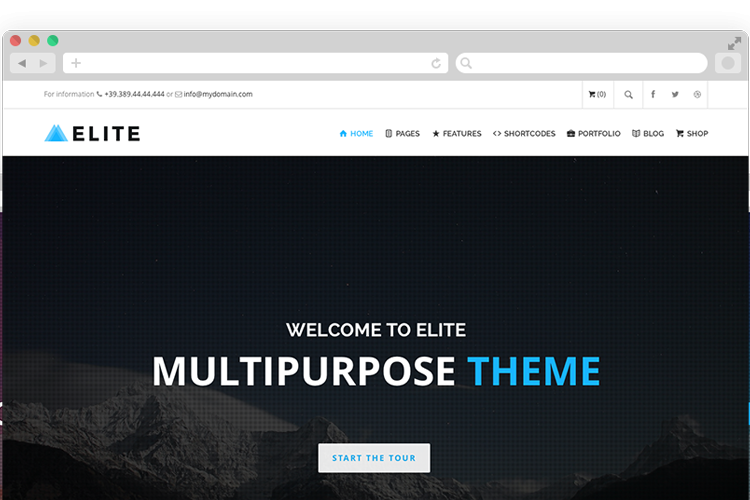 For information +39.389.44.44.444 or info@mydomain.com
(0)
ELITE
HOME PAGES FEATURES SHORTCODES PORTFOLIO BLOG SHOP
WELCOME TO ELITE
MULTIPURPOSE THEME
START THE TOUR